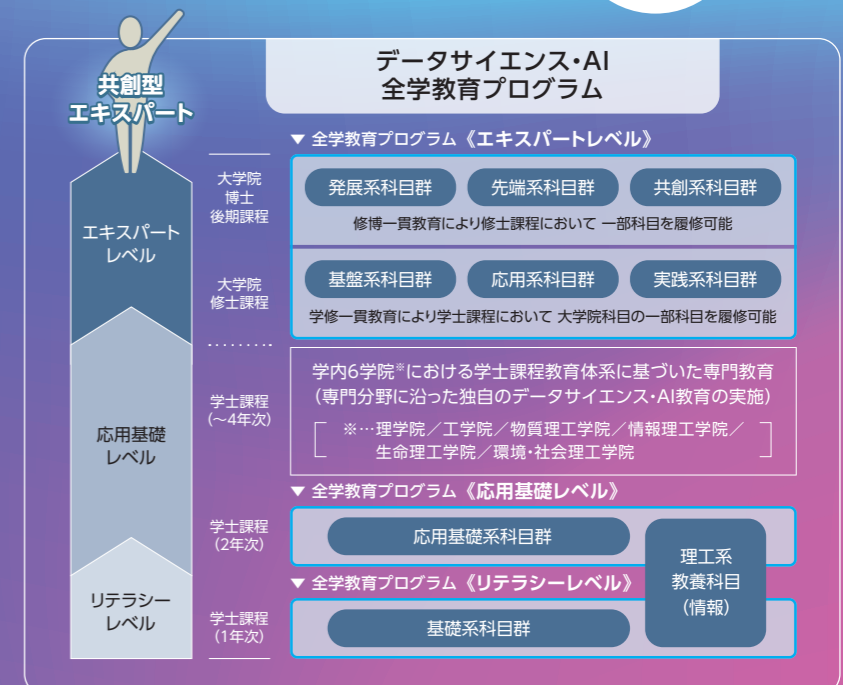 データサイエンス・AI
全学教育プログラム
共創型
エキスパート
▼ 全学教育プログラム《エキスパートレベル》
大学院
博士
後期課程
発展系科目群
先端系科目群
共創系科目群
修博一貫教育により修士課程において 一部科目を履修可能
エキスパート
レベル
大学院
修士課程
基盤系科目群
応用系科目群
実践系科目群
学修一貫教育により学士課程において 大学院科目の一部科目を履修可能
学士課程
(〜4年次)
学内6学院※における学士課程教育体系に基づいた専門教育
(専門分野に沿った独自のデータサイエンス・AI教育の実施)
※…理学院/工学院/物質理工学院/情報理工学院/
生命理工学院/環境・社会理工学院
応用基礎
レベル
▼ 全学教育プログラム《応用基礎レベル》
学士課程
(2年次)
応用基礎系科目群
理工系
教養科目
(情報)
▼ 全学教育プログラム《リテラシーレベル》
リテラシー
レベル
学士課程
(1年次)
基礎系科目群